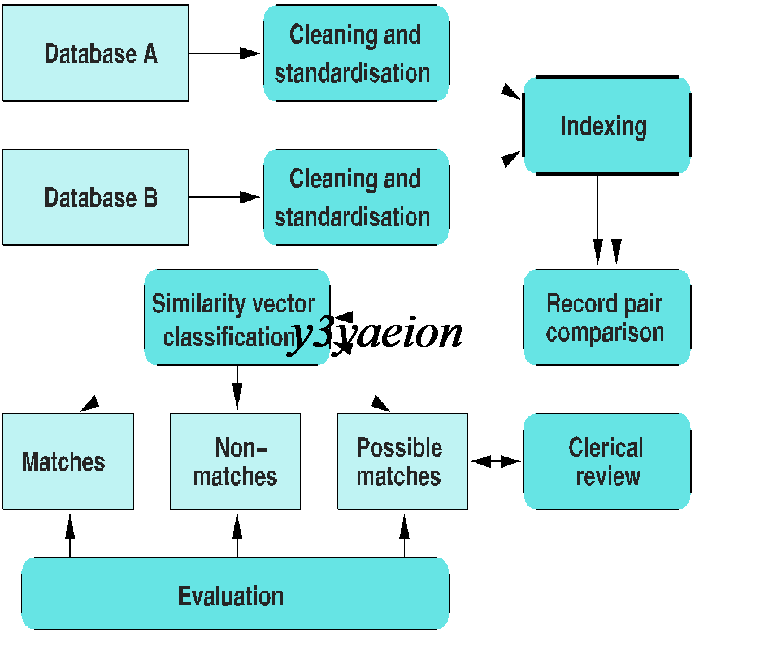 Database A
Cleaning and
standardisation
Indexing
Database B
Cleaning and
standardisation
Similarity vector
classification
y3yaeion
Record pair
comparison
Matches
Non-
matches
Possible
matches
Clerical
review
Evaluation